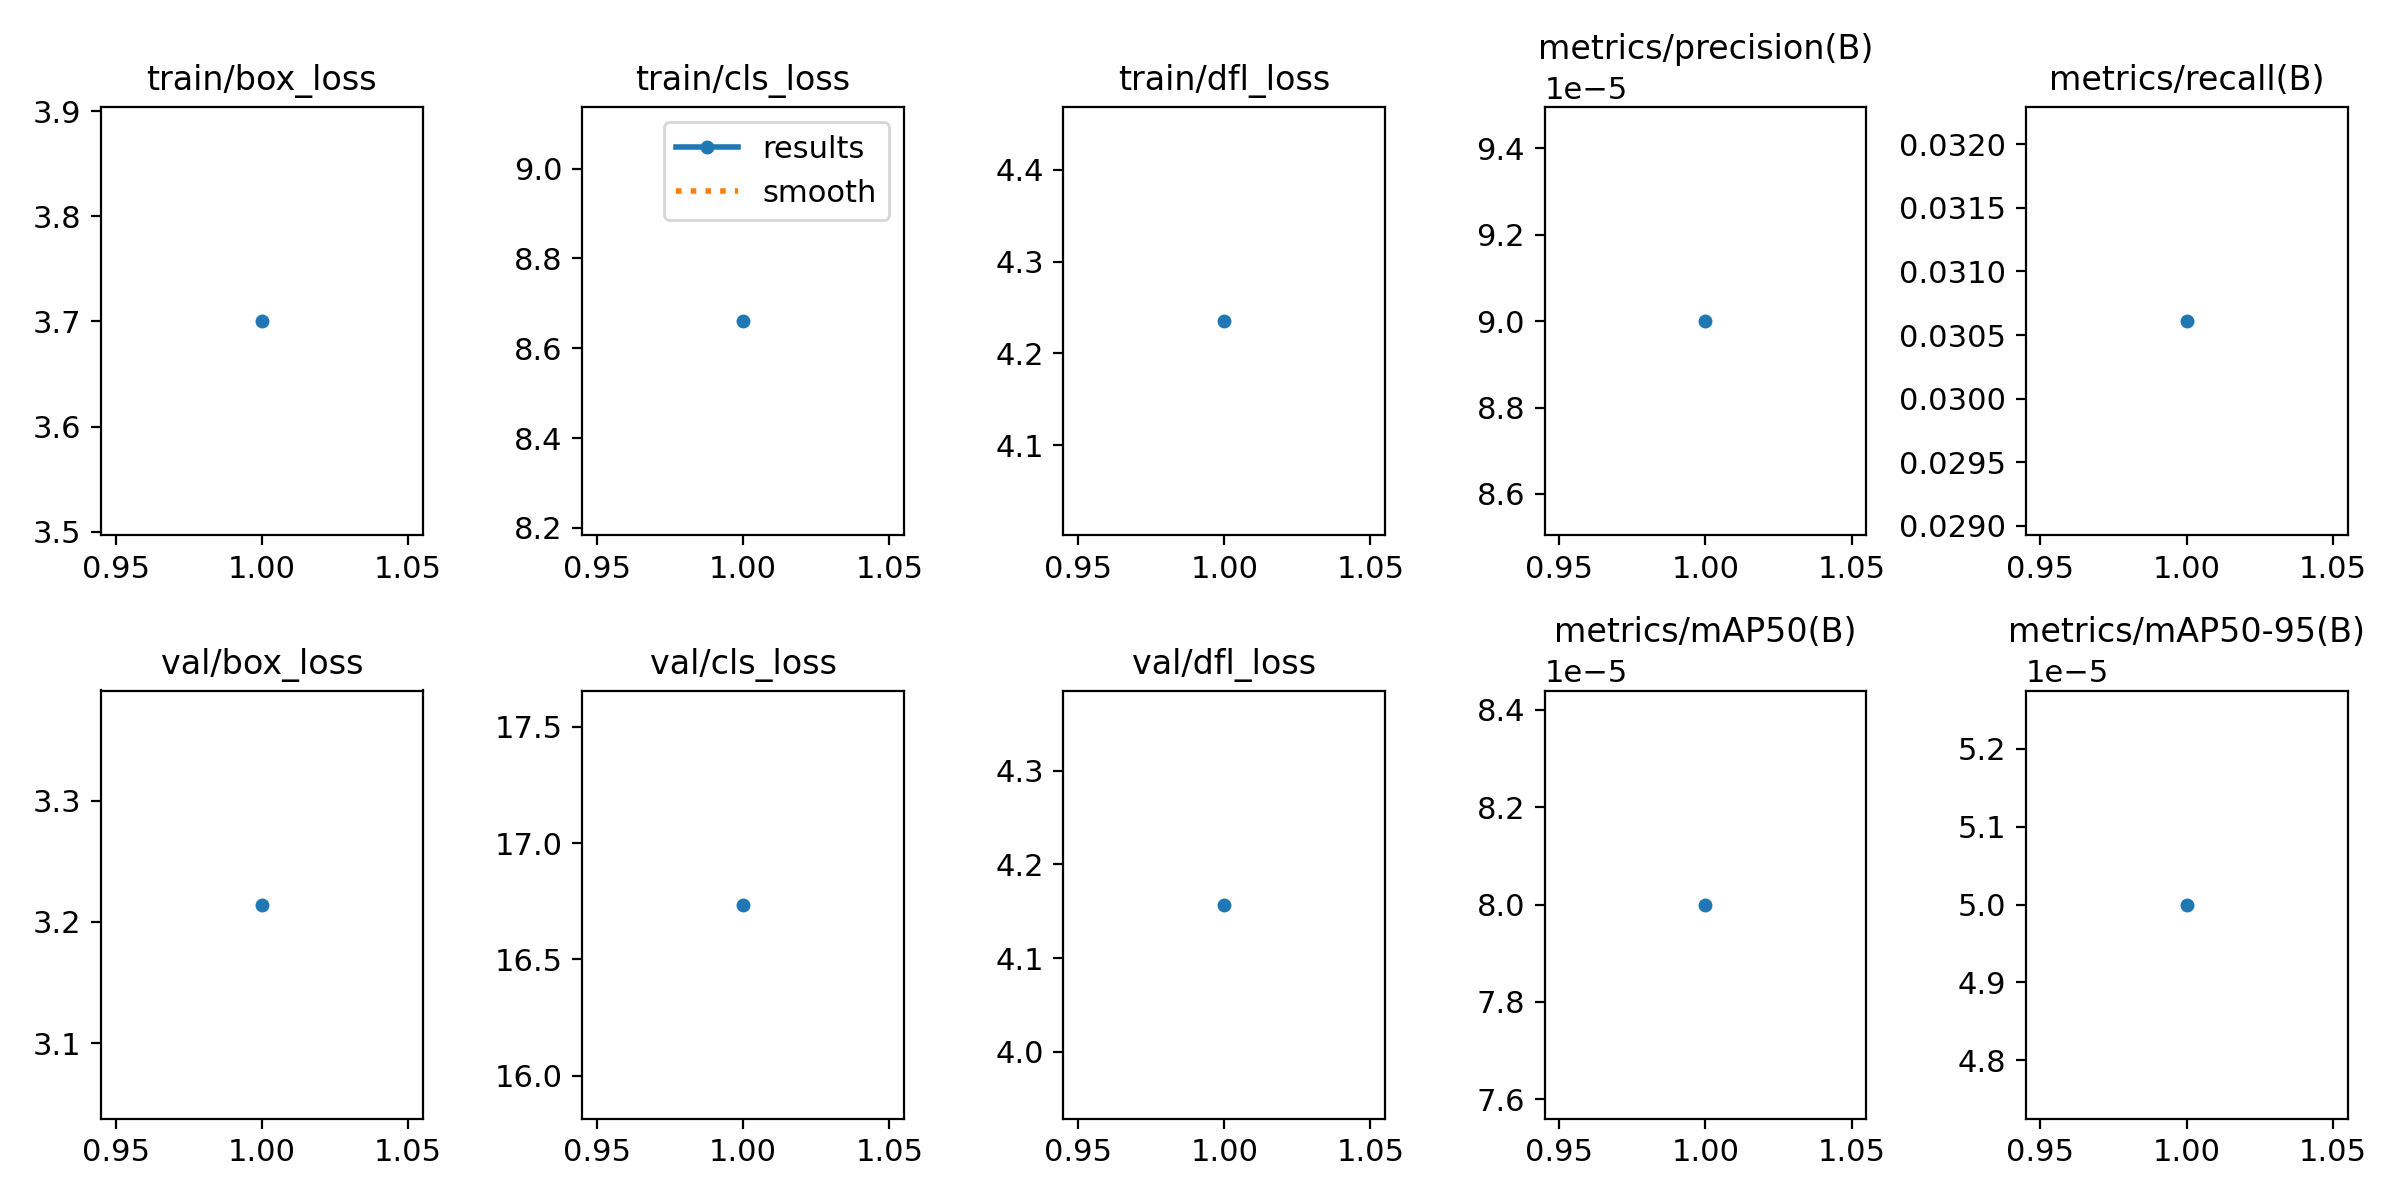 train/box_loss
3.9
3.8
3.7
3.6
3.5
0.95 1.00 1.05
train/cls_loss
results
smooth
9.0
8.8
8.6
8.4
8.2
0.95 1.00 1.05
train/dfl_loss
4.4
4.3
4.2
4.1
0.95 1.00 1.05
metrics/precision(B)
1e−5
9.4
9.2
9.0
8.8
8.6
0.95 1.00 1.05
metrics/recall(B)
0.0320
0.0315
0.0310
0.0305
0.0300
0.0295
0.0290
0.95 1.00 1.05
val/box_loss
3.3
3.2
3.1
0.95 1.00 1.05
val/cls_loss
17.5
17.0
16.5
16.0
0.95 1.00 1.05
val/dfl_loss
4.3
4.2
4.1
4.0
0.95 1.00 1.05
metrics/mAP50(B)
1e−5
8.4
8.2
8.0
7.8
7.6
0.95 1.00 1.05
metrics/mAP50-95(B)
1e−5
5.2
5.1
5.0
4.9
4.8
0.95 1.00 1.05